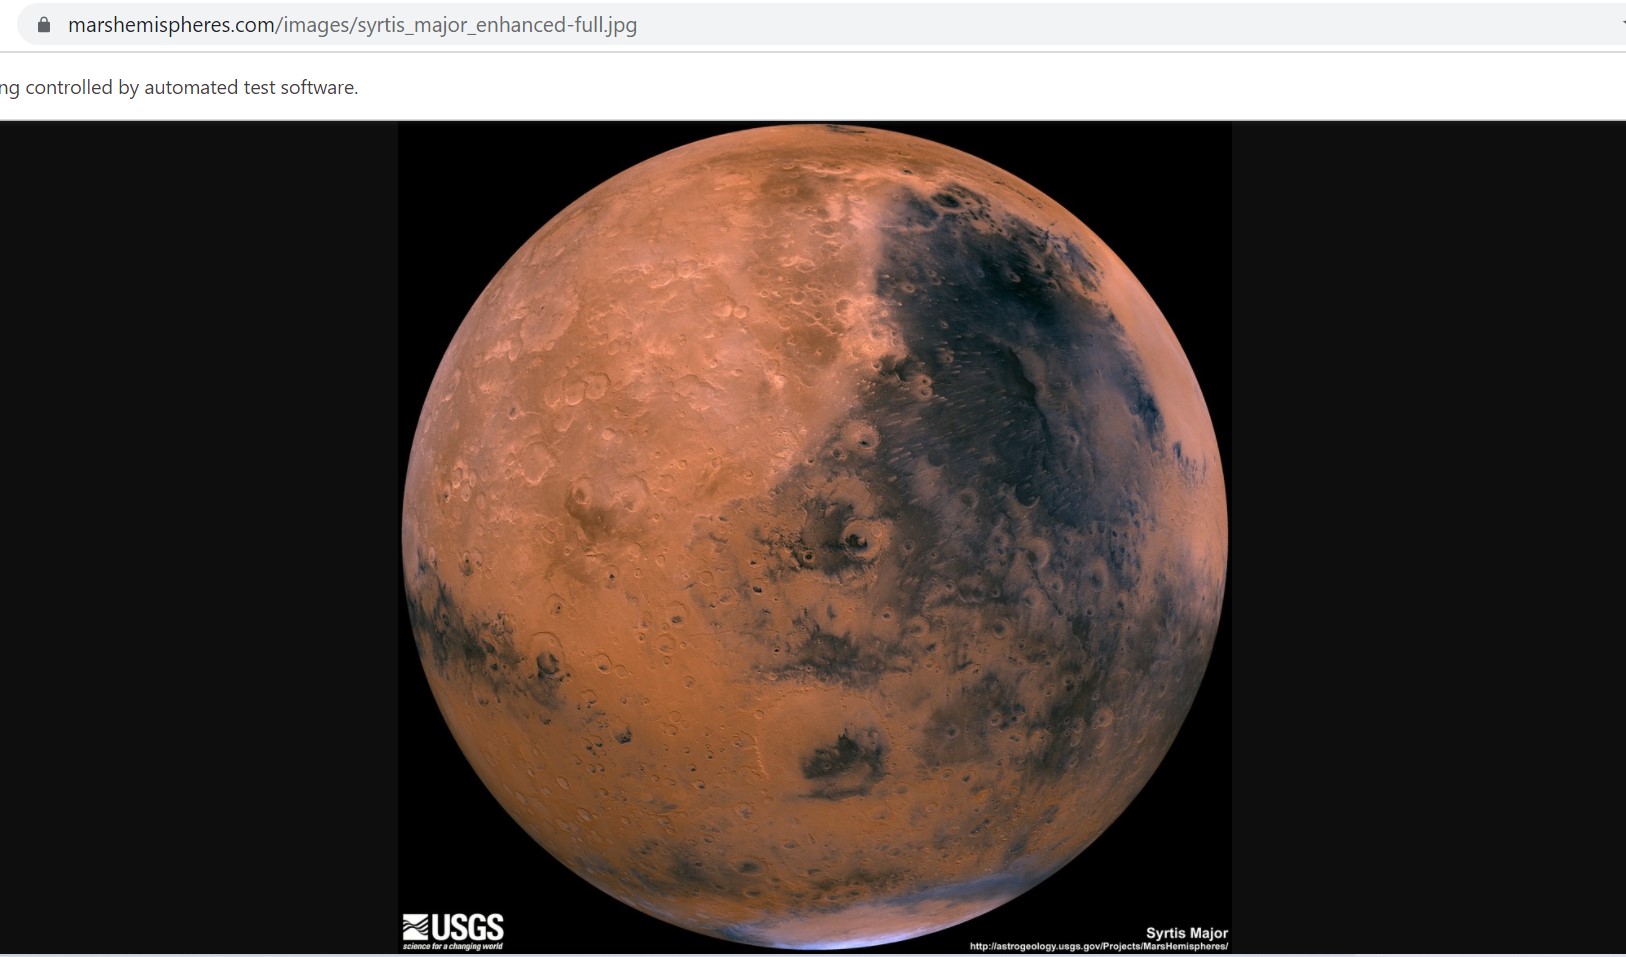 marshemispheres.com/images/syrtis_major_enhanced-full.jpg
ng controlled by automated test software.
USGS
science for a changing world
Syrtis Major
http://astrogeology.usgs.gov/Projects/MarsHemispheres/